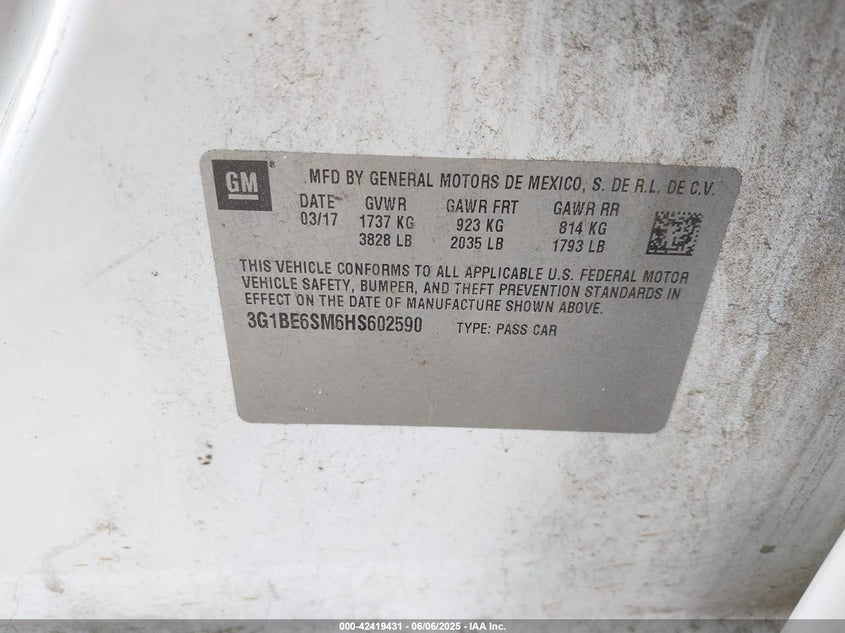 GM ®
MFD BY GENERAL MOTORS DE MEXICO, S. DE R.L. DE C.V.
DATE GVWR GAWR FRT GAWR RR
03/17 1737 KG 923 KG 814 KG
3828 LB 2035 LB 1793 LB
THIS VEHICLE CONFORMS TO ALL APPLICABLE U.S. FEDERAL MOTOR
VEHICLE SAFETY, BUMPER, AND THEFT PREVENTION STANDARDS IN
EFFECT ON THE DATE OF MANUFACTURE SHOWN ABOVE.
3G1BE6SM6HS602590 TYPE: PASS CAR
000-42419431 - 06/06/2025 - IAA Inc.